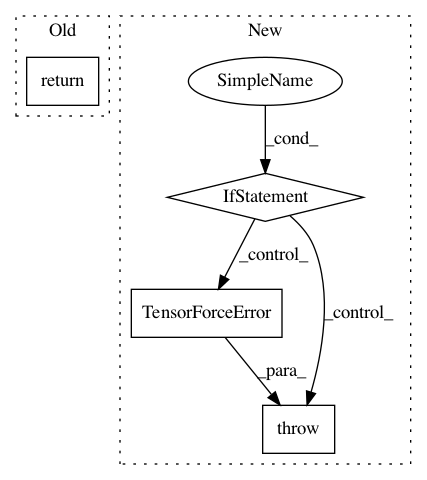 Old
New
return
SimpleName
_cond_
IfStatement
_control_
_control_
TensorForceError
_para_
throw